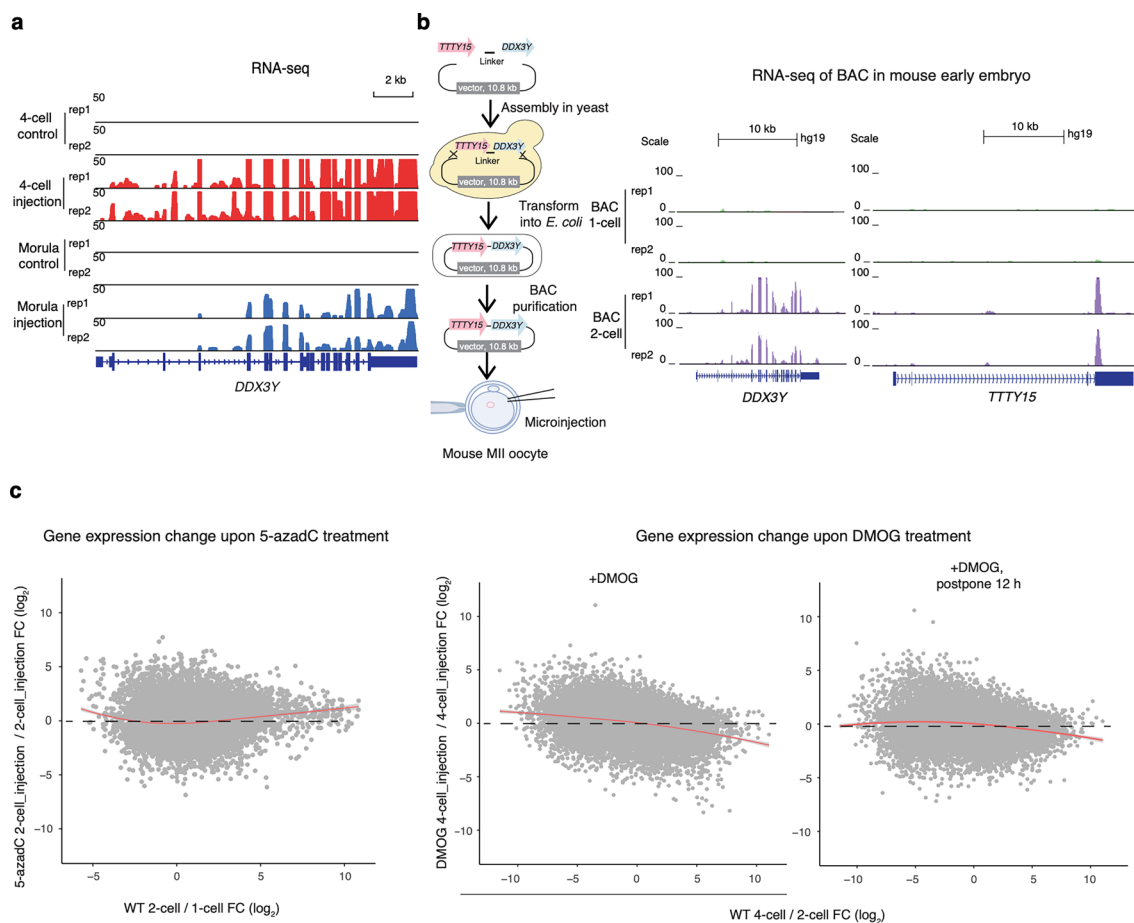 a
RNA-seq
2 kb
4-cell
control
rep1
rep2
50
50
4-cell
injection
rep1
rep2
50
50
Morula
control
rep1
rep2
50
50
Morula
injection
rep1
rep2
50
50
DDX3Y
b
TTTY15
DDX3Y
Linker
vector, 10.8 kb
Assembly in yeast
TTTY15
DDX3Y
Linker
vector, 10.8 kb
Transform
into E. coli
TTTY15
DDX3Y
vector, 10.8 kb
BAC
purification
TTTY15
DDX3Y
vector, 10.8 kb
Microinjection
Mouse MII oocyte
RNA-seq of BAC in mouse early embryo
Scale
10 kb
hg19
Scale
10 kb
hg19
100
100
BAC
1-cell
rep1
rep2
0
0
0
0
BAC
2-cell
rep1
rep2
100
100
0
0
100
100
0
0
DDX3Y
TTTY15
c
Gene expression change upon 5-azadC treatment
5-azadC 2-cell_injection / 2-cell_injection FC (log2)
10
5
0
−5
−10
−5
0
5
10
WT 2-cell / 1-cell FC (log2)
Gene expression change upon DMOG treatment
+DMOG
+DMOG,
postpone 12 h
DMOG 4-cell_injection / 4-cell_injection FC (log2)
10
5
0
−5
−10
10
5
0
−5
−10
−10
−5
0
5
10
−10
−5
0
5
10
WT 4-cell / 2-cell FC (log2)